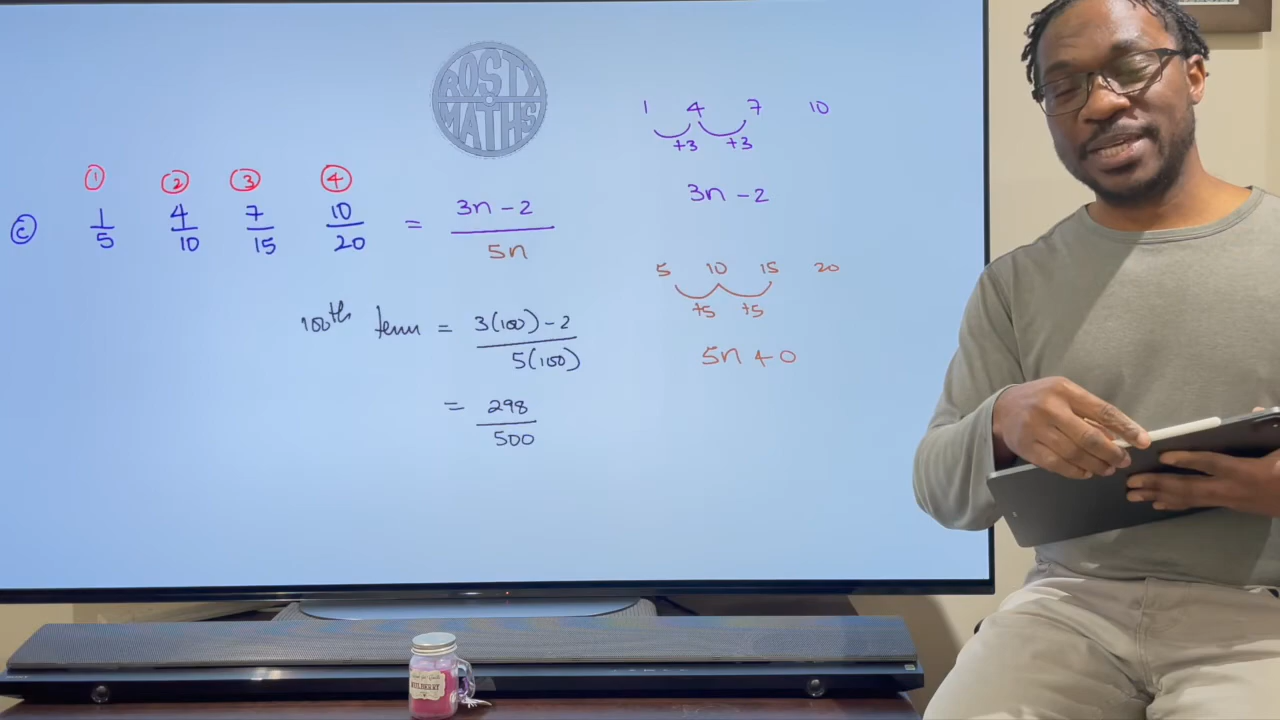 ROSTY
MATHS
1 4 7 10
+3 +3
3n - 2
① ② ③ ④
© 1/5 4/10 7/15 10/20 = 3n - 2/5n
5 10 15 20
+5 +5
5n + 0
100th term = 3(100) - 2/5(100)
= 298/500
MULBERRY